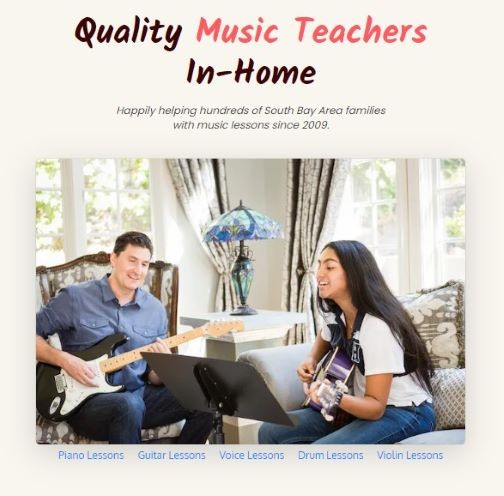 Quality Music Teachers
In-Home
Happily helping hundreds of South Bay Area families
with music lessons since 2009.
Piano Lessons Guitar Lessons Voice Lessons Drum Lessons Violin Lessons